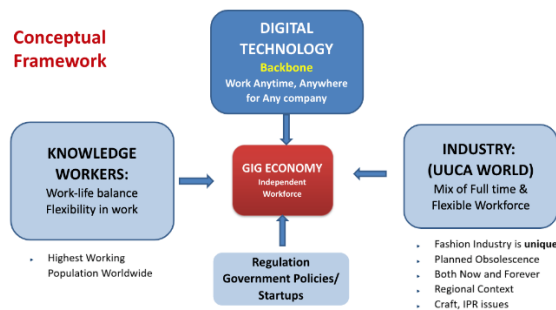 Conceptual
Framework
DIGITAL
TECHNOLOGY
Backbone
Work Anytime, Anywhere
for Any company
KNOWLEDGE
WORKERS:
Work-life balance
Flexibility in work
GIG ECONOMY
Independent
Workforce
INDUSTRY:
(UUCA WORLD)
Mix of Full time &
Flexible Workforce
Highest Working
Population Worldwide
Regulation
Government Policies/
Startups
Fashion Industry is unique
Planned Obsolescence
Both Now and Forever
Regional Context
Craft, IPR issues